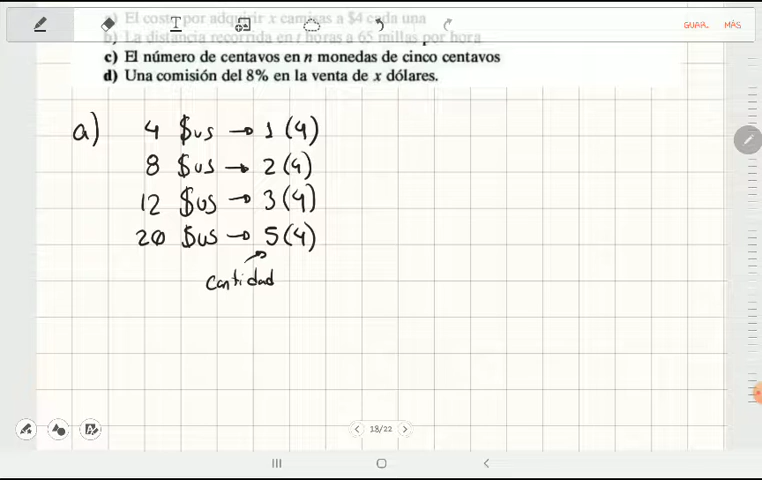 a) El costo por adquirir x camisas a $4 cada una
b) La distancia recorrida en t horas a 65 millas por hora
GUAR. MÁS
c) El número de centavos en n monedas de cinco centavos
d) Una comisión del 8% en la venta de x dólares.
a) 4 $us → 1 (4)
8 $us → 2 (4)
12 $us → 3 (4)
20 $us → 5 (4)
cantidad
18/22